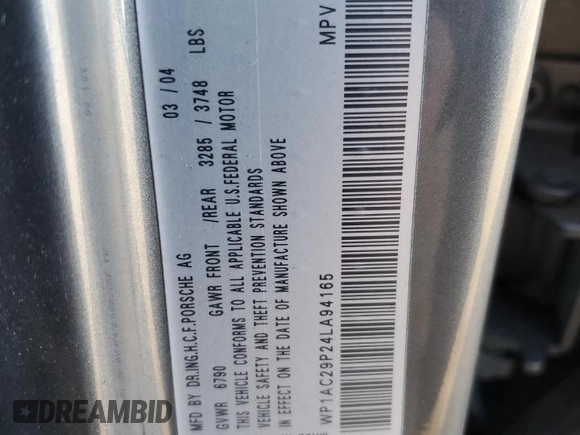 MFD BY DR.ING.H.C.F.PORSCHE AG 03 / 04
GVWR 6790 GAWR FRONT /REAR 3285 / 3748 LBS
THIS VEHICLE CONFORMS TO ALL APPLICABLE U.S.FEDERAL MOTOR
VEHICLE SAFETY AND THEFT PREVENTION STANDARDS
IN EFFECT ON DATE OF MANUFACTURE SHOWN ABOVE
WP1AC29P24LA94165 MPV
DREAMBID
.COM